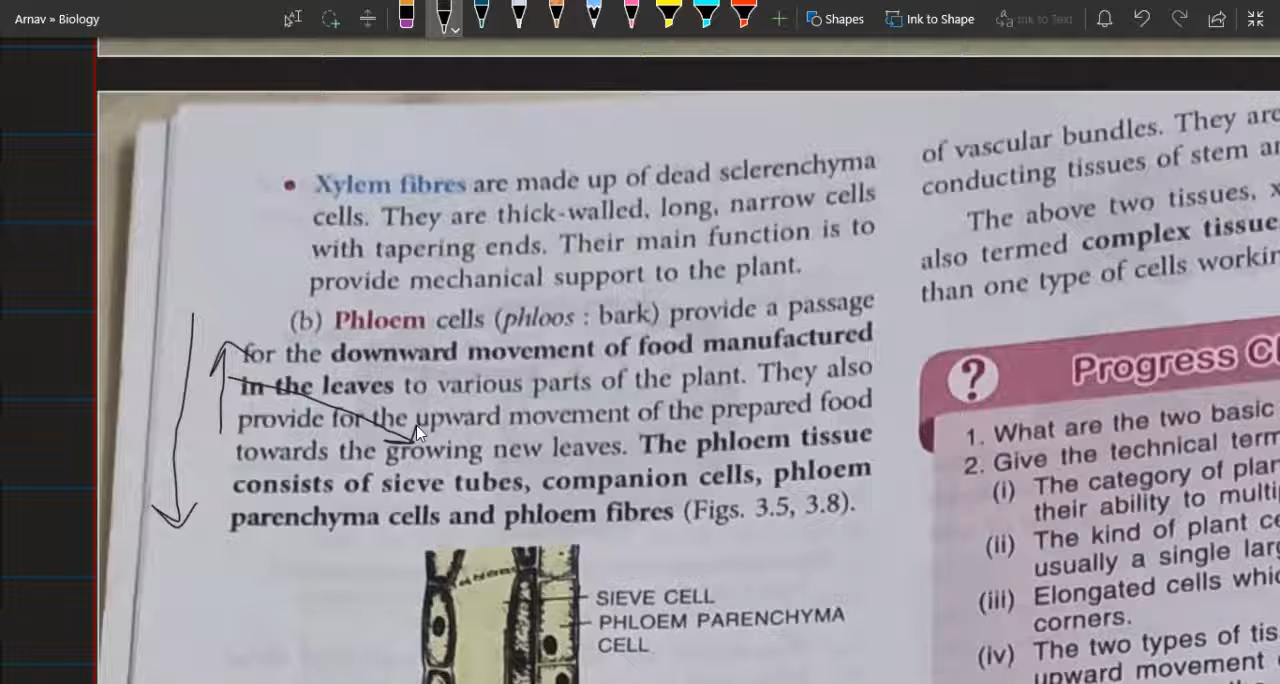 Arnav » Biology
Shapes
Ink to Shape
Ink to Text
• Xylem fibres are made up of dead sclerenchyma
cells. They are thick-walled, long, narrow cells
with tapering ends. Their main function is to
provide mechanical support to the plant.
(b) Phloem cells (phloos : bark) provide a passage
for the downward movement of food manufactured
in the leaves to various parts of the plant. They also
provide for the upward movement of the prepared food
towards the growing new leaves. The phloem tissue
consists of sieve tubes, companion cells, phloem
parenchyma cells and phloem fibres (Figs. 3.5, 3.8).
SIEVE CELL
PHLOEM PARENCHYMA
CELL
of vascular bundles. They are
conducting tissues of stem
The above two tissues,
also termed complex
than one type of cells
? Progress
1. What are the two basic
2. Give the technical
(i) The category of
their ability to
(ii) The kind of plant
usually a single
(iii) Elongated cells
corners.
(iv) The two types of
upward movement